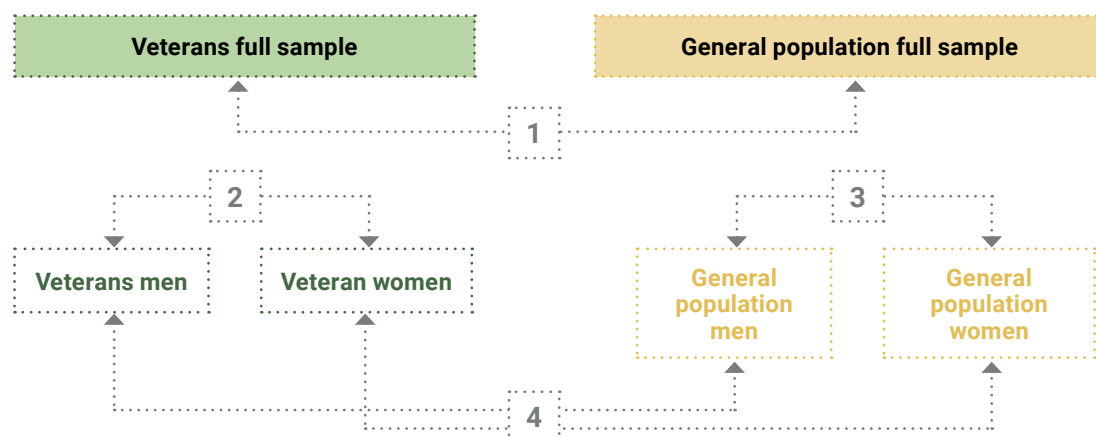 Veterans full sample
General population full sample
1
2
3
Veterans men
Veteran women
General
population
men
General
population
women
4